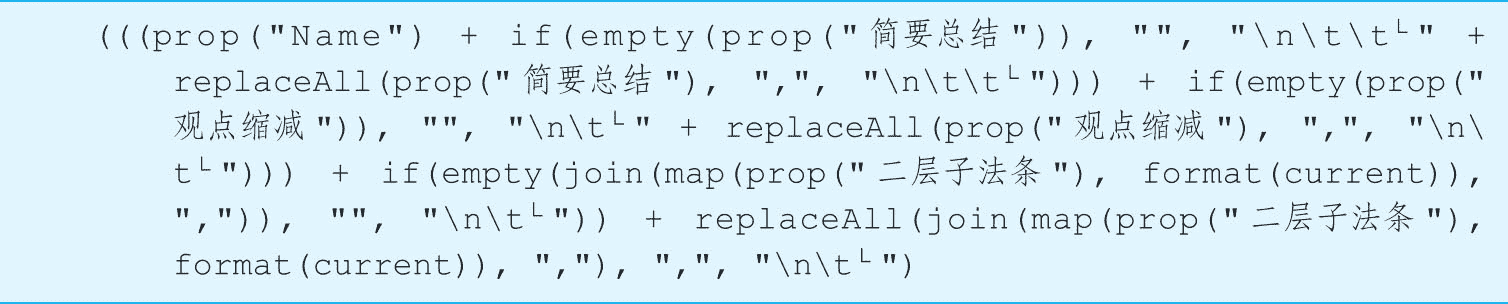 (((prop("Name") + if(empty(prop("简要总结")), "", "\n\t\t└" +
replaceAll(prop("简要总结"), ",", "\n\t\t└"))) + if(empty(prop("
观点缩减")), "", "\n\t└" + replaceAll(prop("观点缩减"), ",", "\n\
t└"))) + if(empty(join(map(prop("二层子法条"), format(current)),
",")), "", "\n\t└")) + replaceAll(join(map(prop("二层子法条"),
format(current)), ","), ",", "\n\t└")